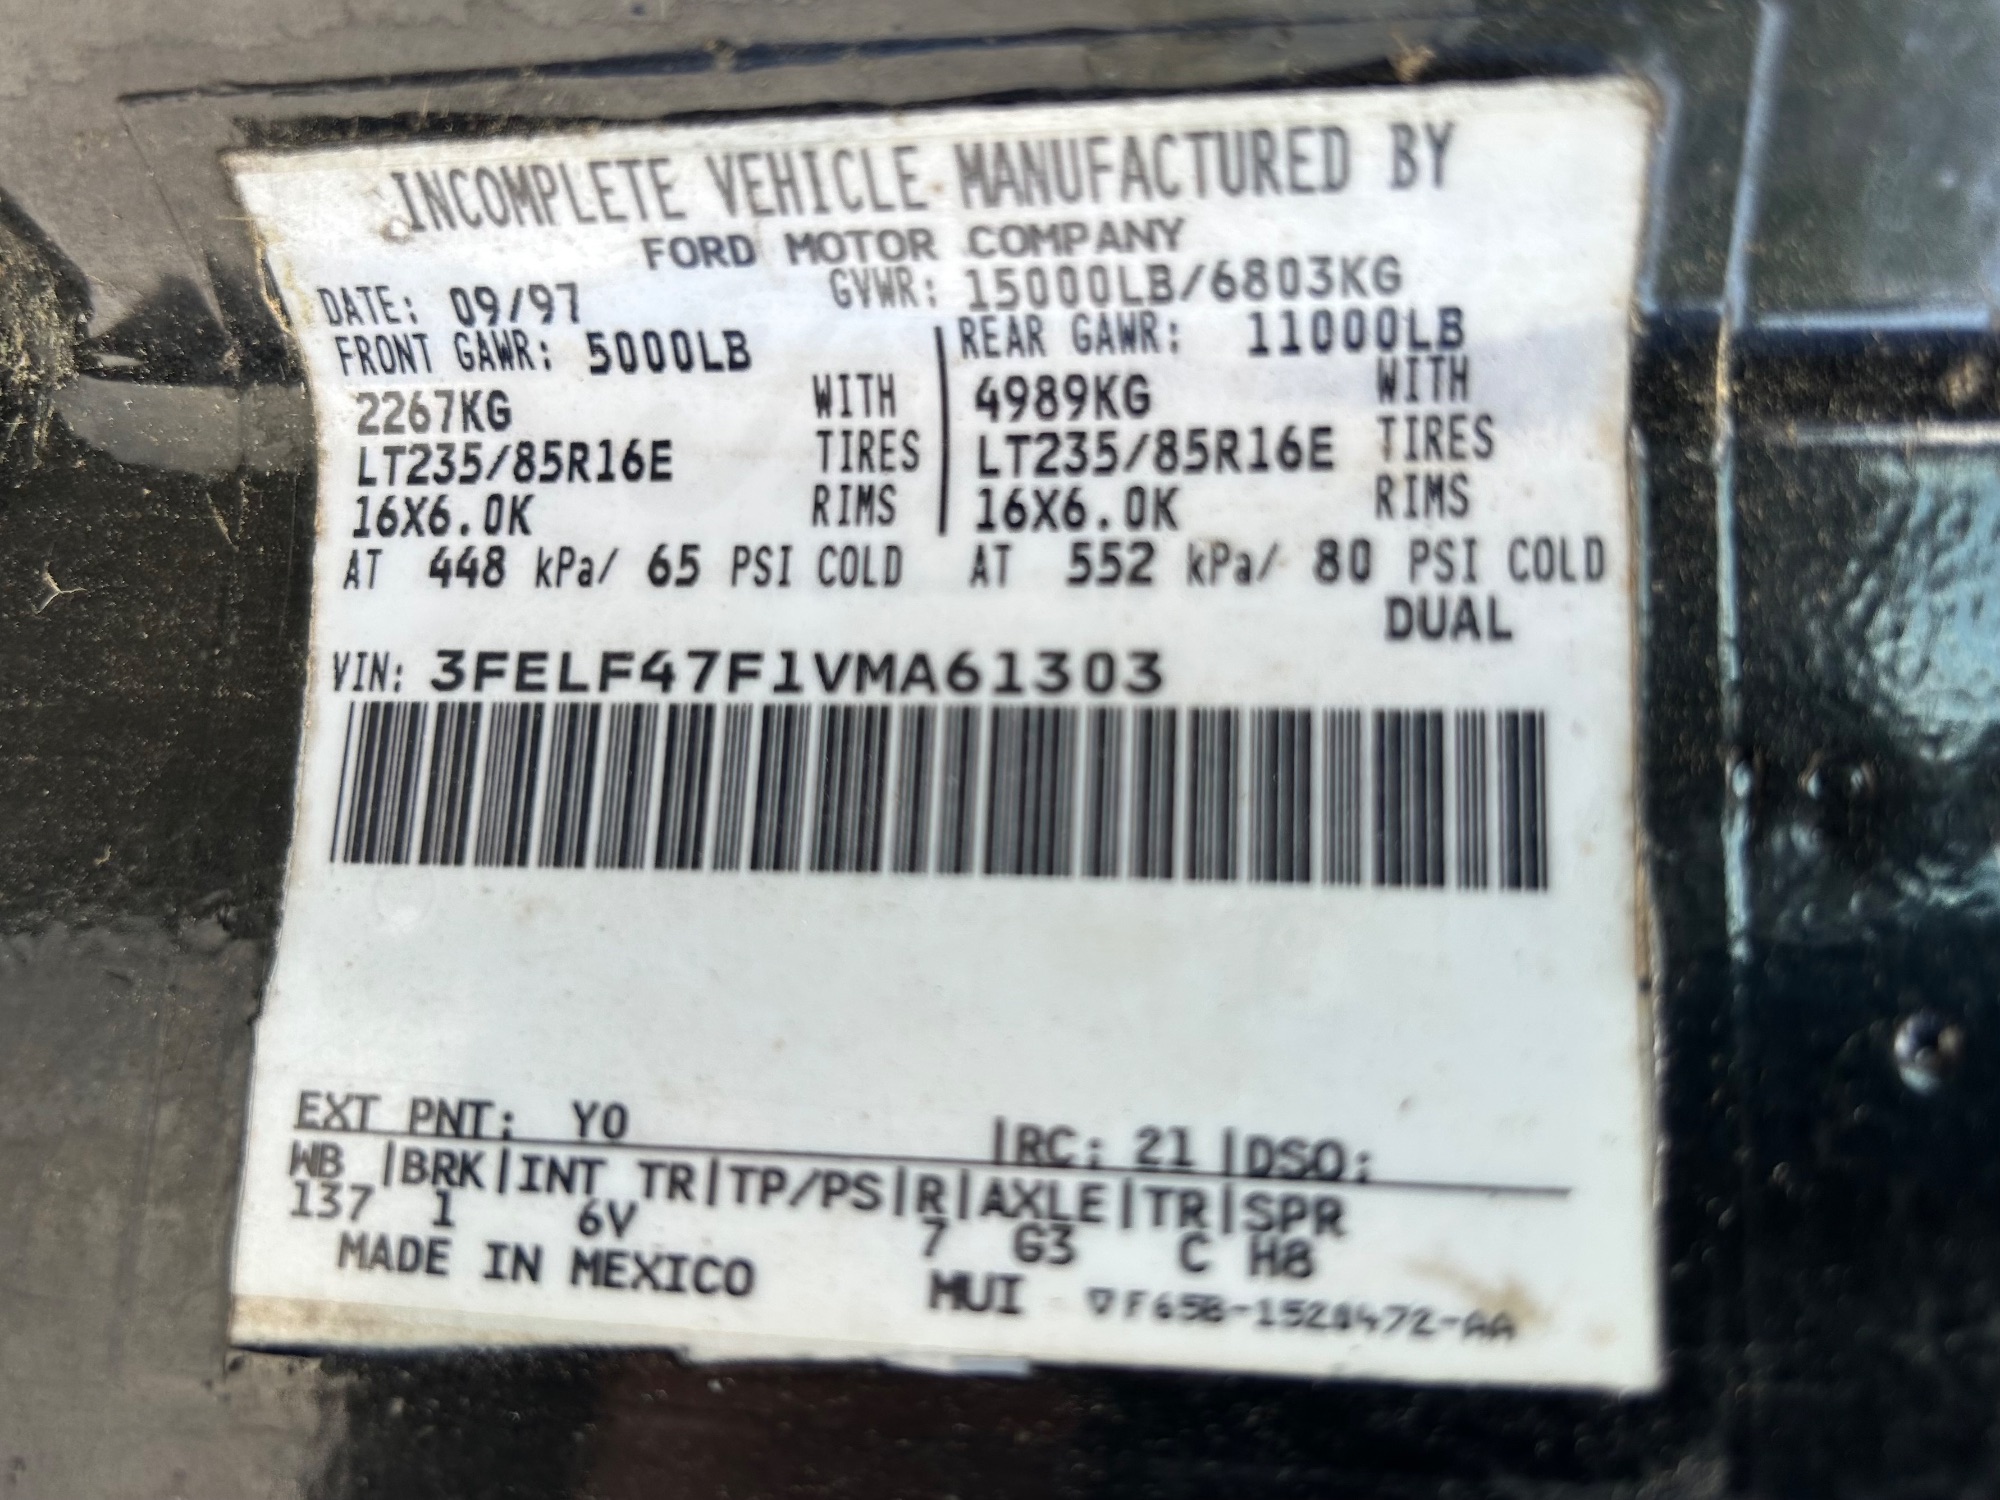 INCOMPLETE VEHICLE MANUFACTURED BY
FORD MOTOR COMPANY
DATE: 09/97 GVWR: 15000LB/6803KG
FRONT GAWR: 5000LB REAR GAWR: 11000LB
2267KG WITH 4989KG WITH
LT235/85R16E TIRES LT235/85R16E TIRES
16X6.0K RIMS 16X6.0K RIMS
AT 448 kPa/ 65 PSI COLD AT 552 kPa/ 80 PSI COLD
DUAL
VIN: 3FELF47F1VMA61303
EXT PNT: Y0 |RC: 21 |DSO:
WB |BRK|INT TR|TP/PS|R|AXLE|TR|SPR
137 1 6V 7 G3 C H8
MADE IN MEXICO MUI